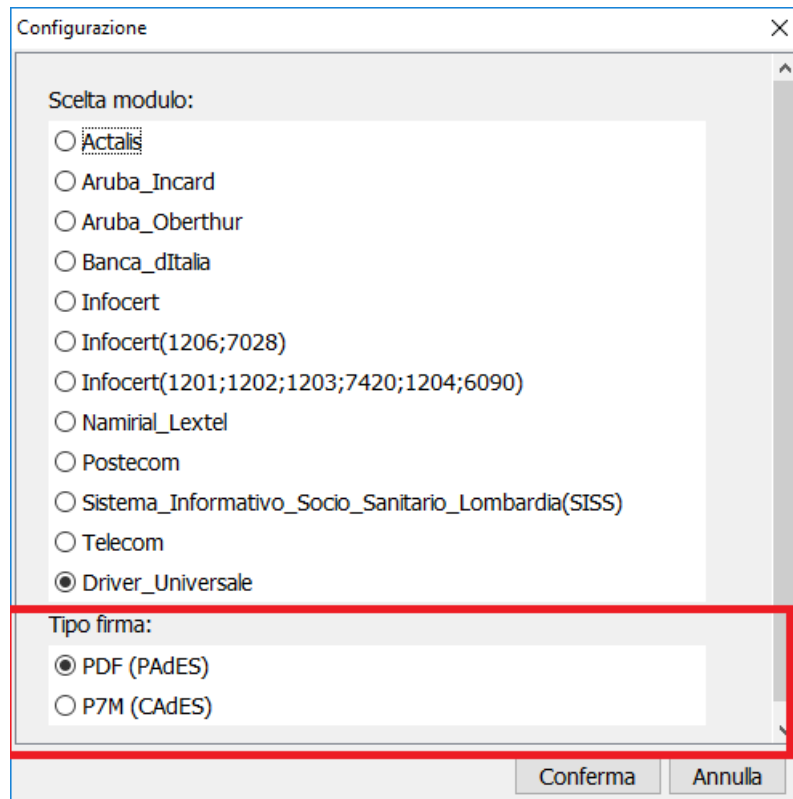 Configurazione
Scelta modulo:
Actalis
Aruba_Incard
Aruba_Oberthur
Banca_dItalia
Infocert
Infocert(1206;7028)
Infocert(1201;1202;1203;7420;1204;6090)
Namirial_Lextel
Postecom
Sistema_Informativo_Socio_Sanitario_Lombardia(SISS)
Telecom
Driver_Universale
Tipo firma:
PDF (PAdES)
P7M (CAdES)
Conferma Annulla